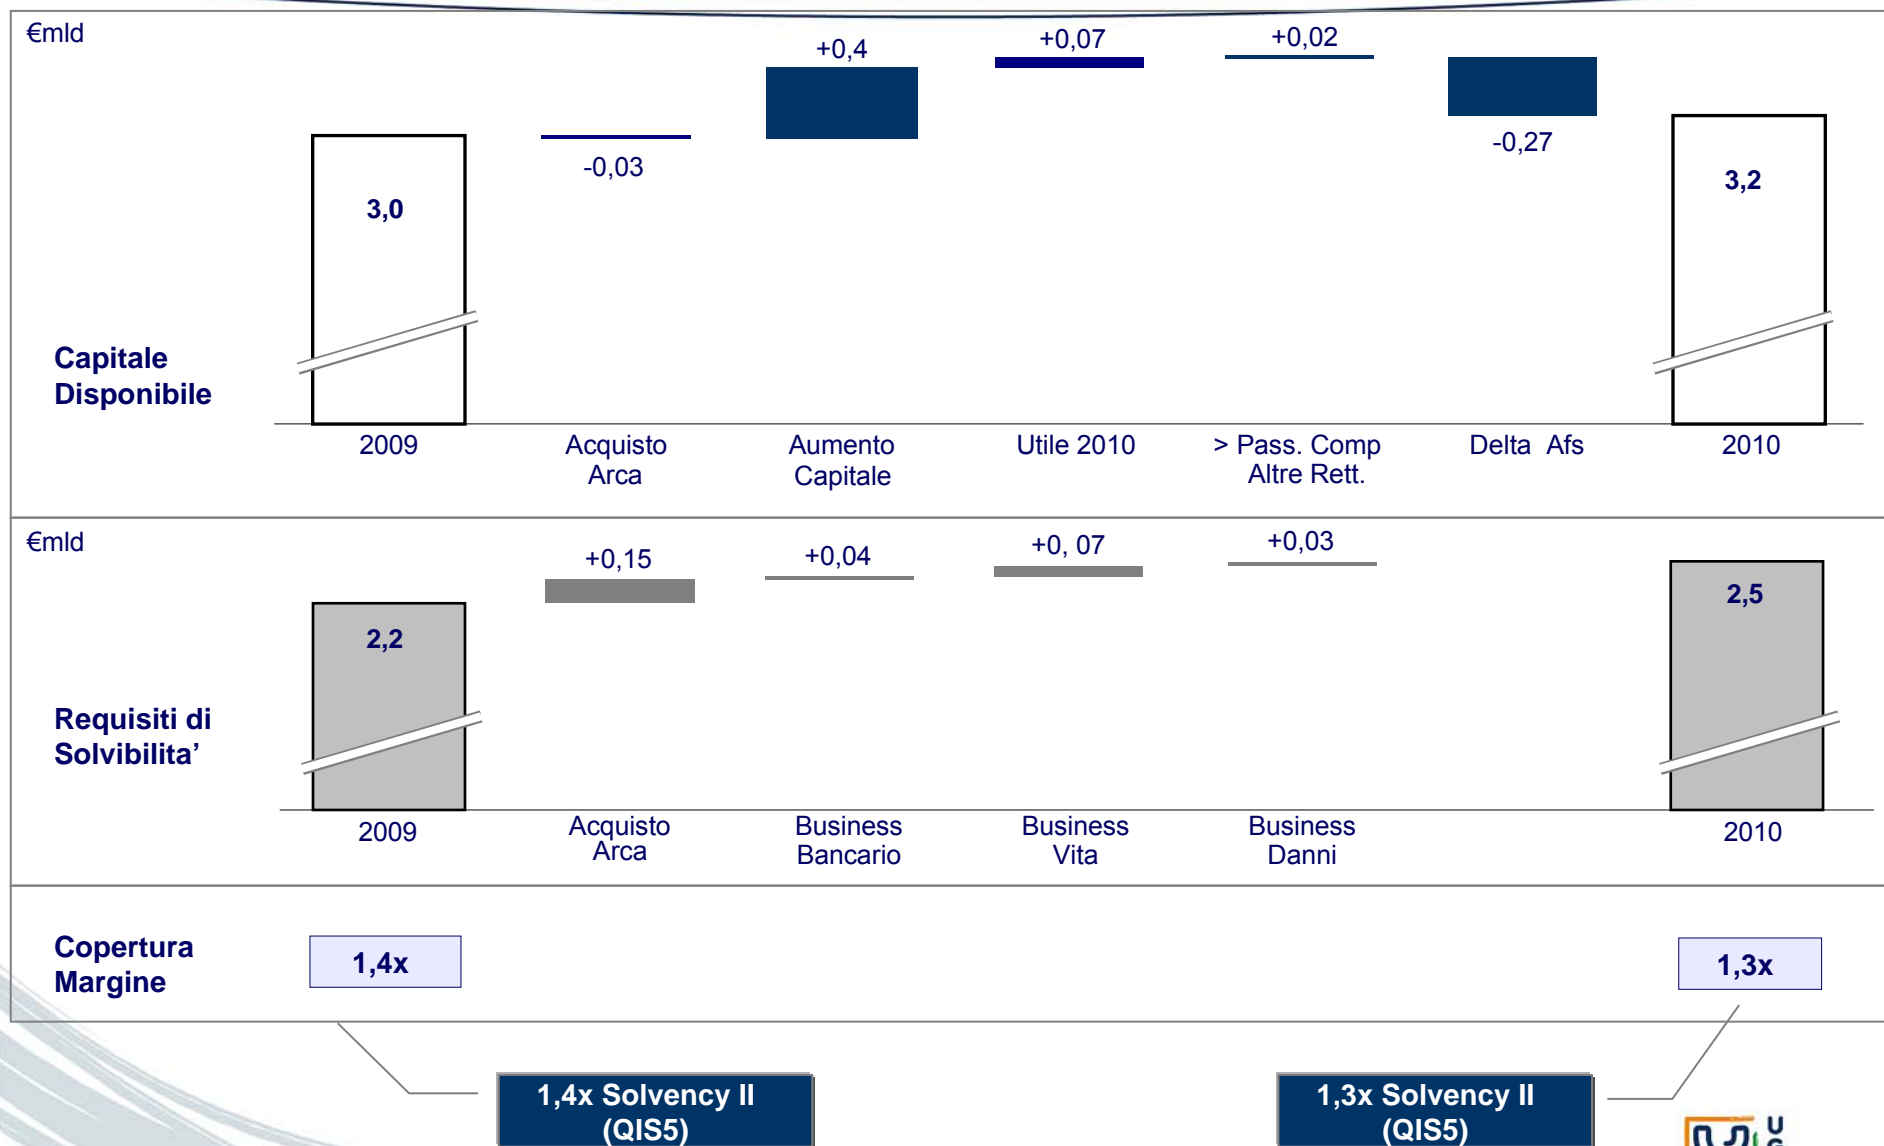 €mld
+0,4
+0,07
+0,02
-0,03
-0,27
3,0
3,2
Capitale
Disponibile
2009
Acquisto
Arca
Aumento
Capitale
Utile 2010
> Pass. Comp
Altre Rett.
Delta Afs
2010
€mld
+0,15
+0,04
+0, 07
+0,03
2,2
2,5
Requisiti di
Solvibilita’
2009
Acquisto
Arca
Business
Bancario
Business
Vita
Business
Danni
2010
Copertura
Margine
1,4x
1,3x
1,4x Solvency II
(QIS5)
1,3x Solvency II
(QIS5)